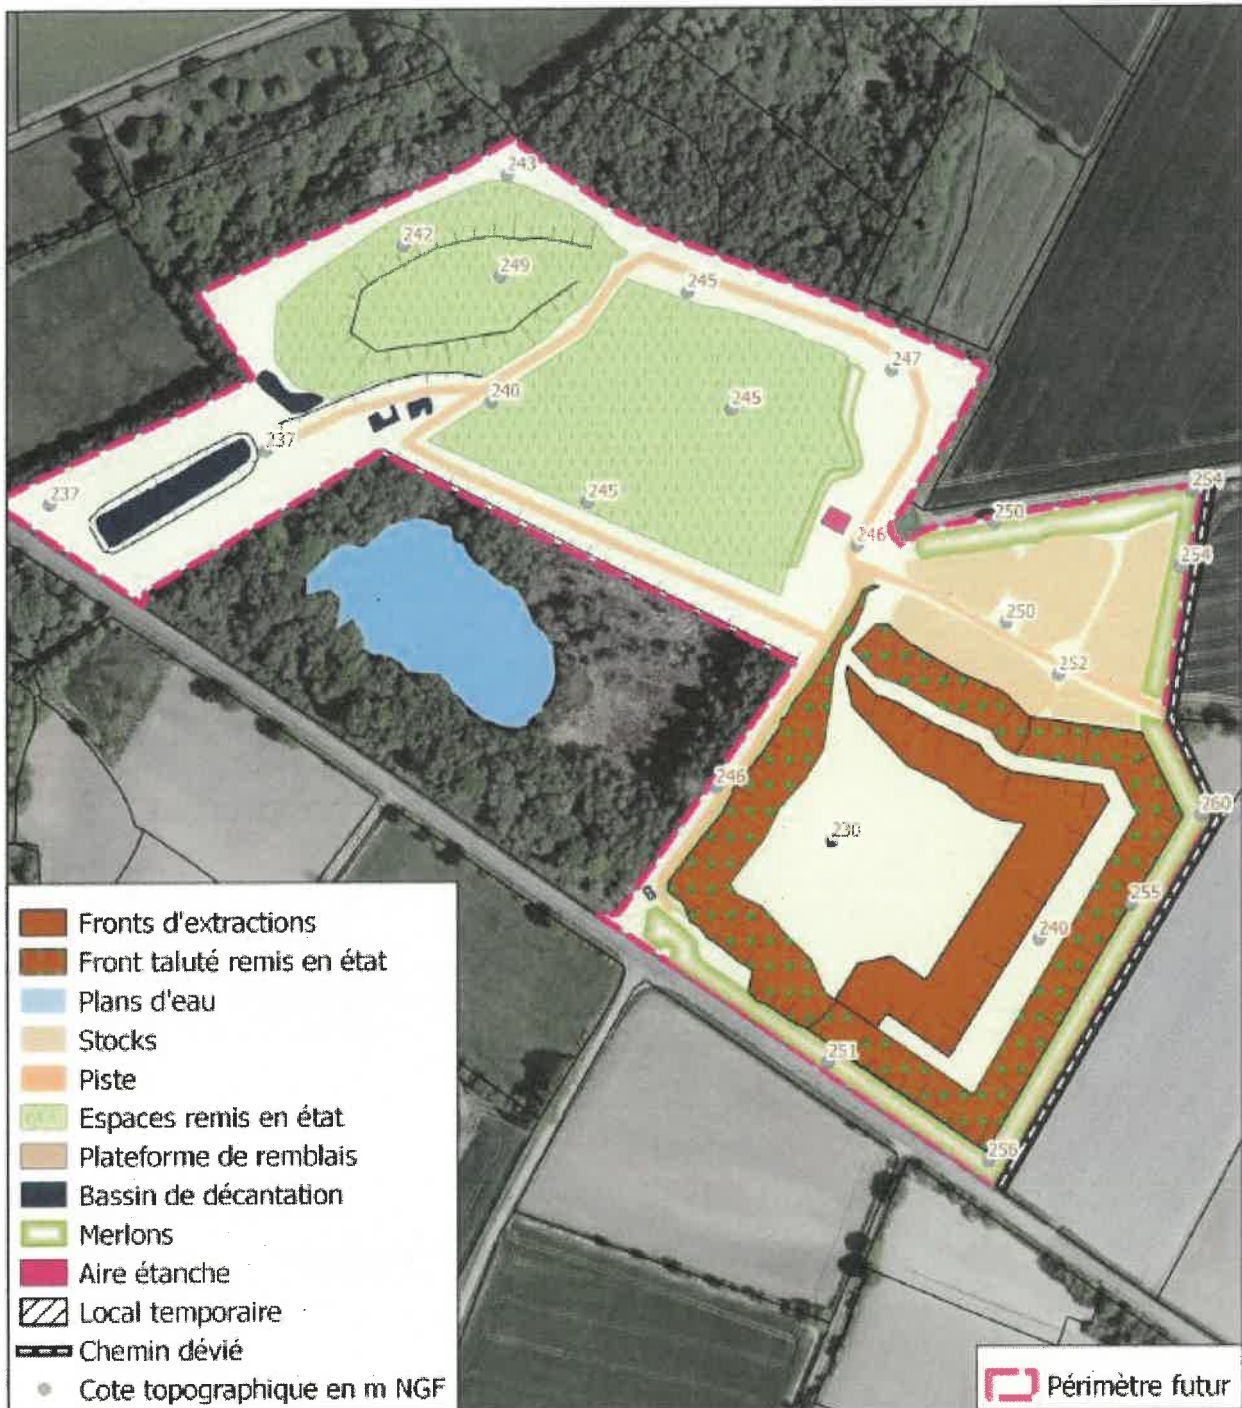 243
242
249
245
247
240
245
237
237
245
246
250
254
254
250
252
246
230
260
255
240
251
256
Fronts d'extractions
Front taluté remis en état
Plans d'eau
Stocks
Piste
Espaces remis en état
Plateforme de remblais
Bassin de décantation
Merlons
Aire étanche
Local temporaire
Chemin dévié
Cote topographique en m NGF
Périmètre futur